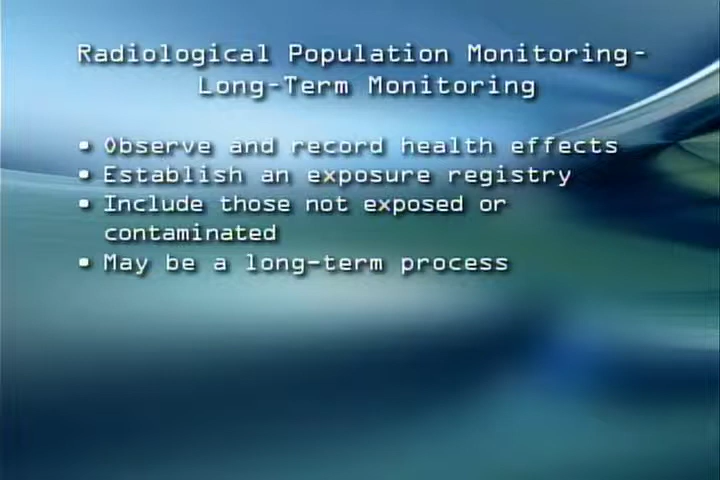 Radiological Population Monitoring-
Long-Term Monitoring
• Observe and record health effects
• Establish an exposure registry
• Include those not exposed or
contaminated
• May be a long-term process